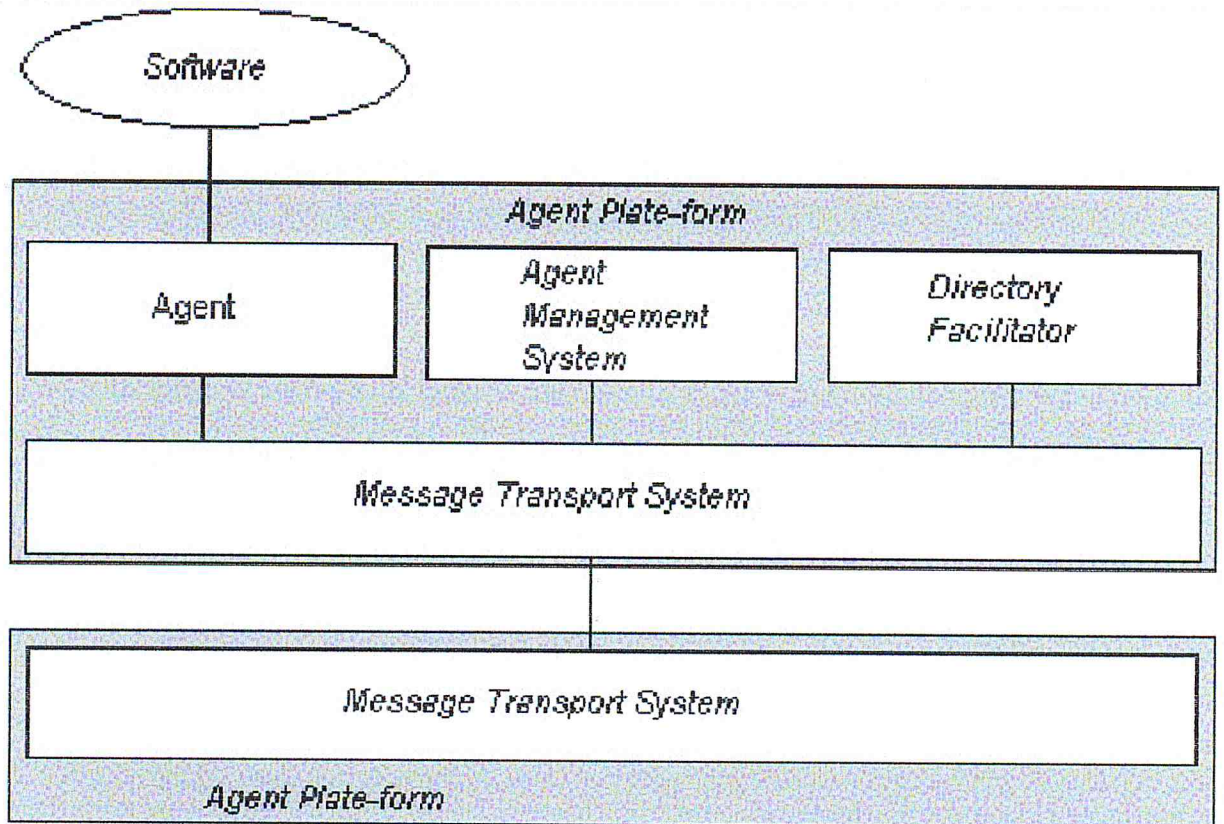 Software
Agent Plate-form
Agent
Agent
Management
System
Directory
Facilitator
Message Transport System
Message Transport System
Agent Plate-form